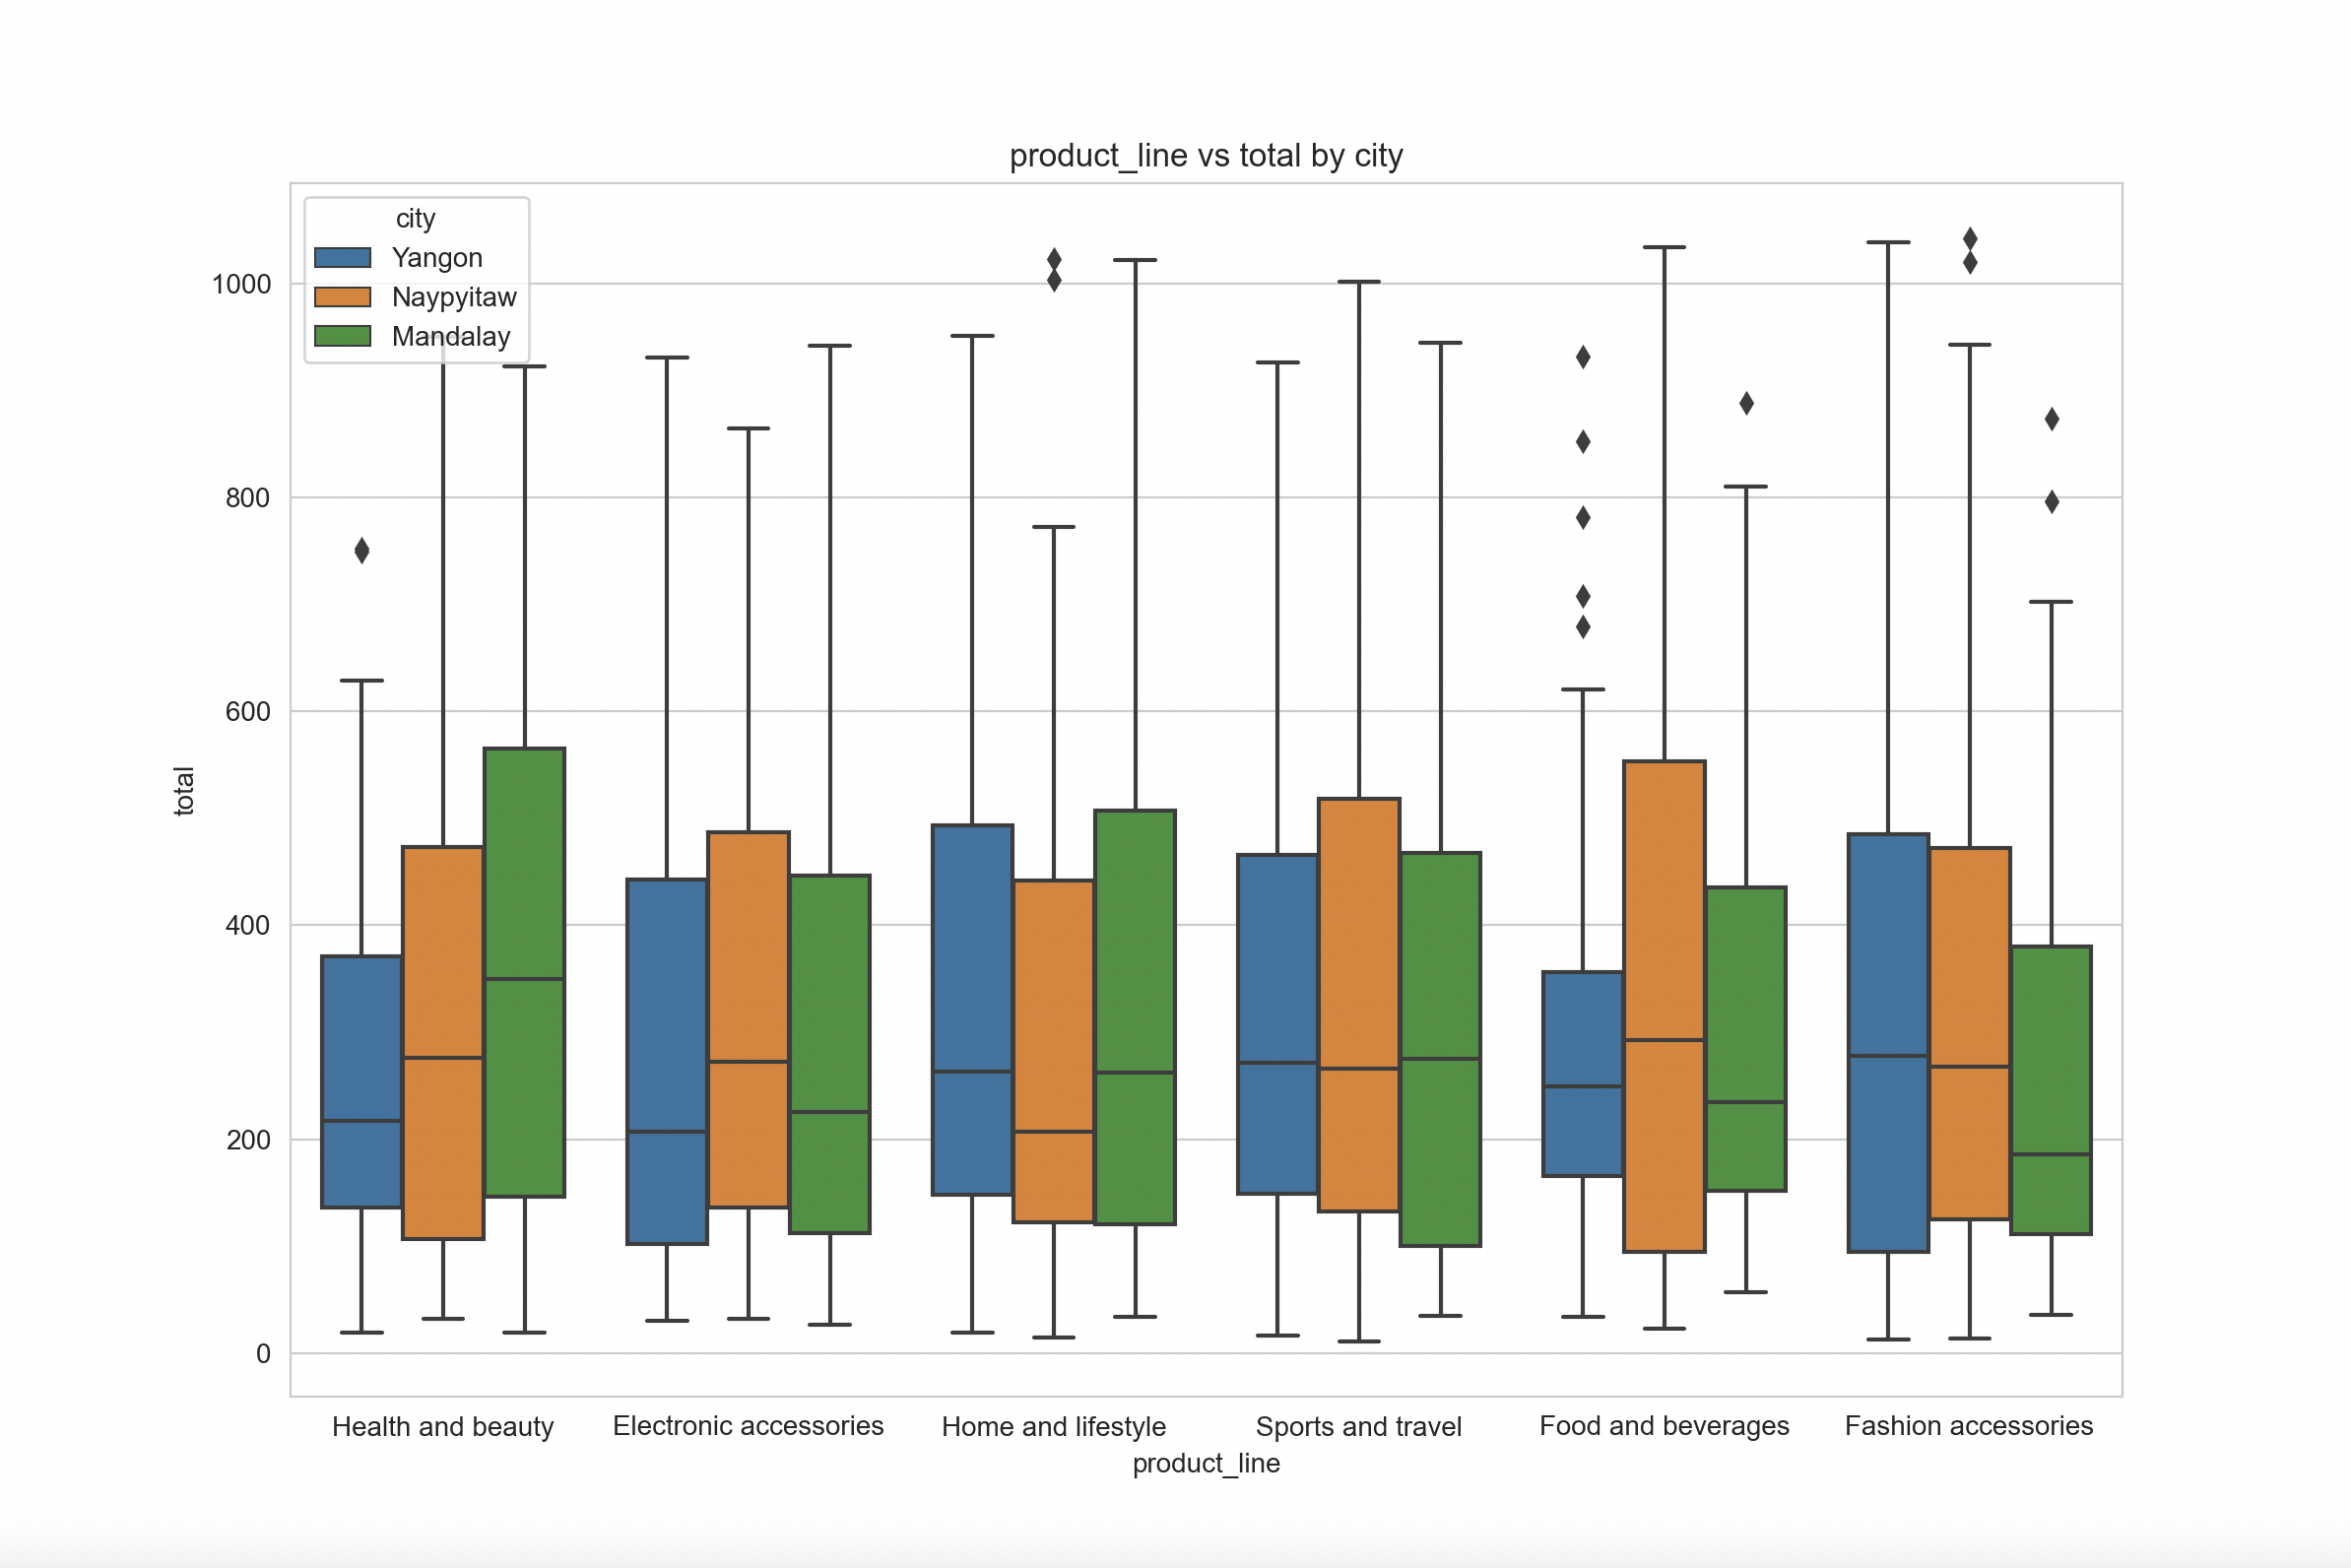 product_line vs total by city
city
Yangon
Naypyitaw
Mandalay
1000
800
600
400
200
0
total
Health and beauty
Electronic accessories
Home and lifestyle
Sports and travel
Food and beverages
Fashion accessories
product_line